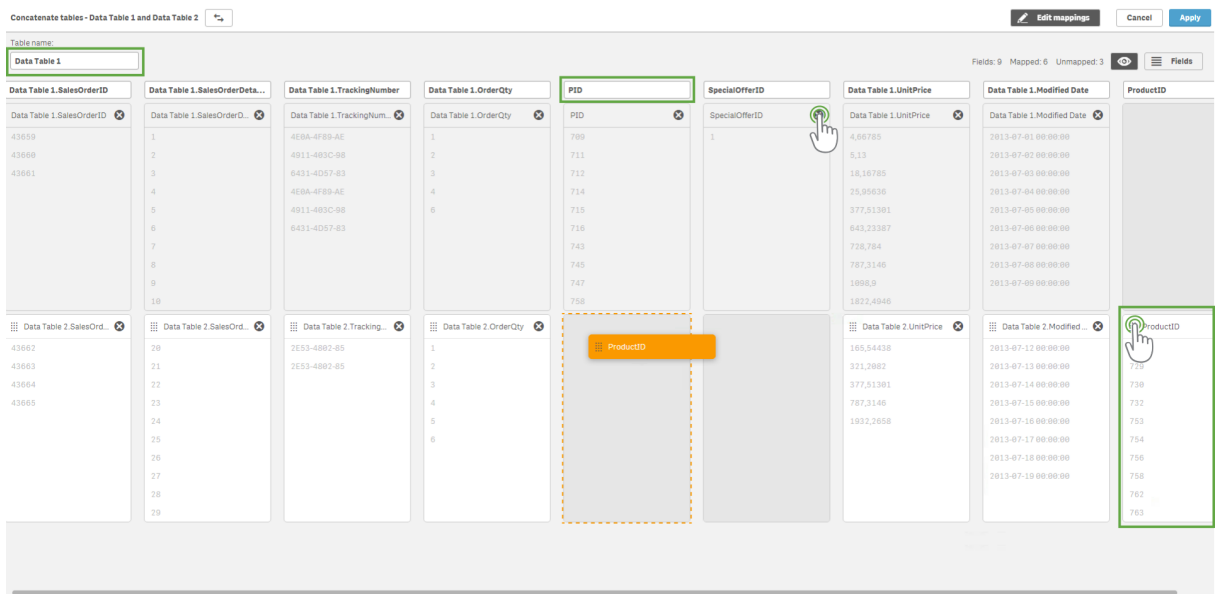 Concatenate tables - Data Table 1 and Data Table 2
Edit mappings Cancel Apply
Table name:
Data Table 1
Fields: 9 Mapped: 6 Unmapped: 3 Fields
Data Table 1.SalesOrderID Data Table 1.SalesOrderDeta... Data Table 1.TrackingNumber Data Table 1.OrderQty PID SpecialOfferID Data Table 1.UnitPrice Data Table 1.Modified Date ProductID
Data Table 1.SalesOrderID Data Table 1.SalesOrderD... Data Table 1.TrackingNum... Data Table 1.OrderQty PID SpecialOfferID Data Table 1.UnitPrice Data Table 1.Modified Date
43659 1 4E0A-4F89-AE 1 709 1 4,66785 2013-07-01 00:00:00
43660 2 4911-403C-98 2 711 5,13 2013-07-02 00:00:00
43661 3 6431-4D57-83 3 712 18,16785 2013-07-03 00:00:00
4 4E0A-4F89-AE 4 714 25,95636 2013-07-04 00:00:00
5 4911-403C-98 6 715 377,51381 2013-07-05 00:00:00
6 6431-4D57-83 716 643,23387 2013-07-06 00:00:00
7 743 728,784 2013-07-07 00:00:00
8 745 787,3146 2013-07-08 00:00:00
9 747 1098,9 2013-07-09 00:00:00
10 758 1822,4946
Data Table 2.SalesOrd... Data Table 2.SalesOrd... Data Table 2.Tracking... Data Table 2.OrderQty Data Table 2.UnitPrice Data Table 2.Modified ... ProductID
43662 20 2E53-4802-85 ProductID 165,54438 2013-07-12 00:00:00
43663 21 2E53-4802-85 2 321,2082 2013-07-13 00:00:00 729
43664 22 3 377,51381 2013-07-14 00:00:00 730
43665 23 4 787,3146 2013-07-15 00:00:00 732
24 5 1932,2658 2013-07-16 00:00:00 753
25 6 2013-07-17 00:00:00 754
26 2013-07-18 00:00:00 756
27 2013-07-19 00:00:00 758
28 762
29 763